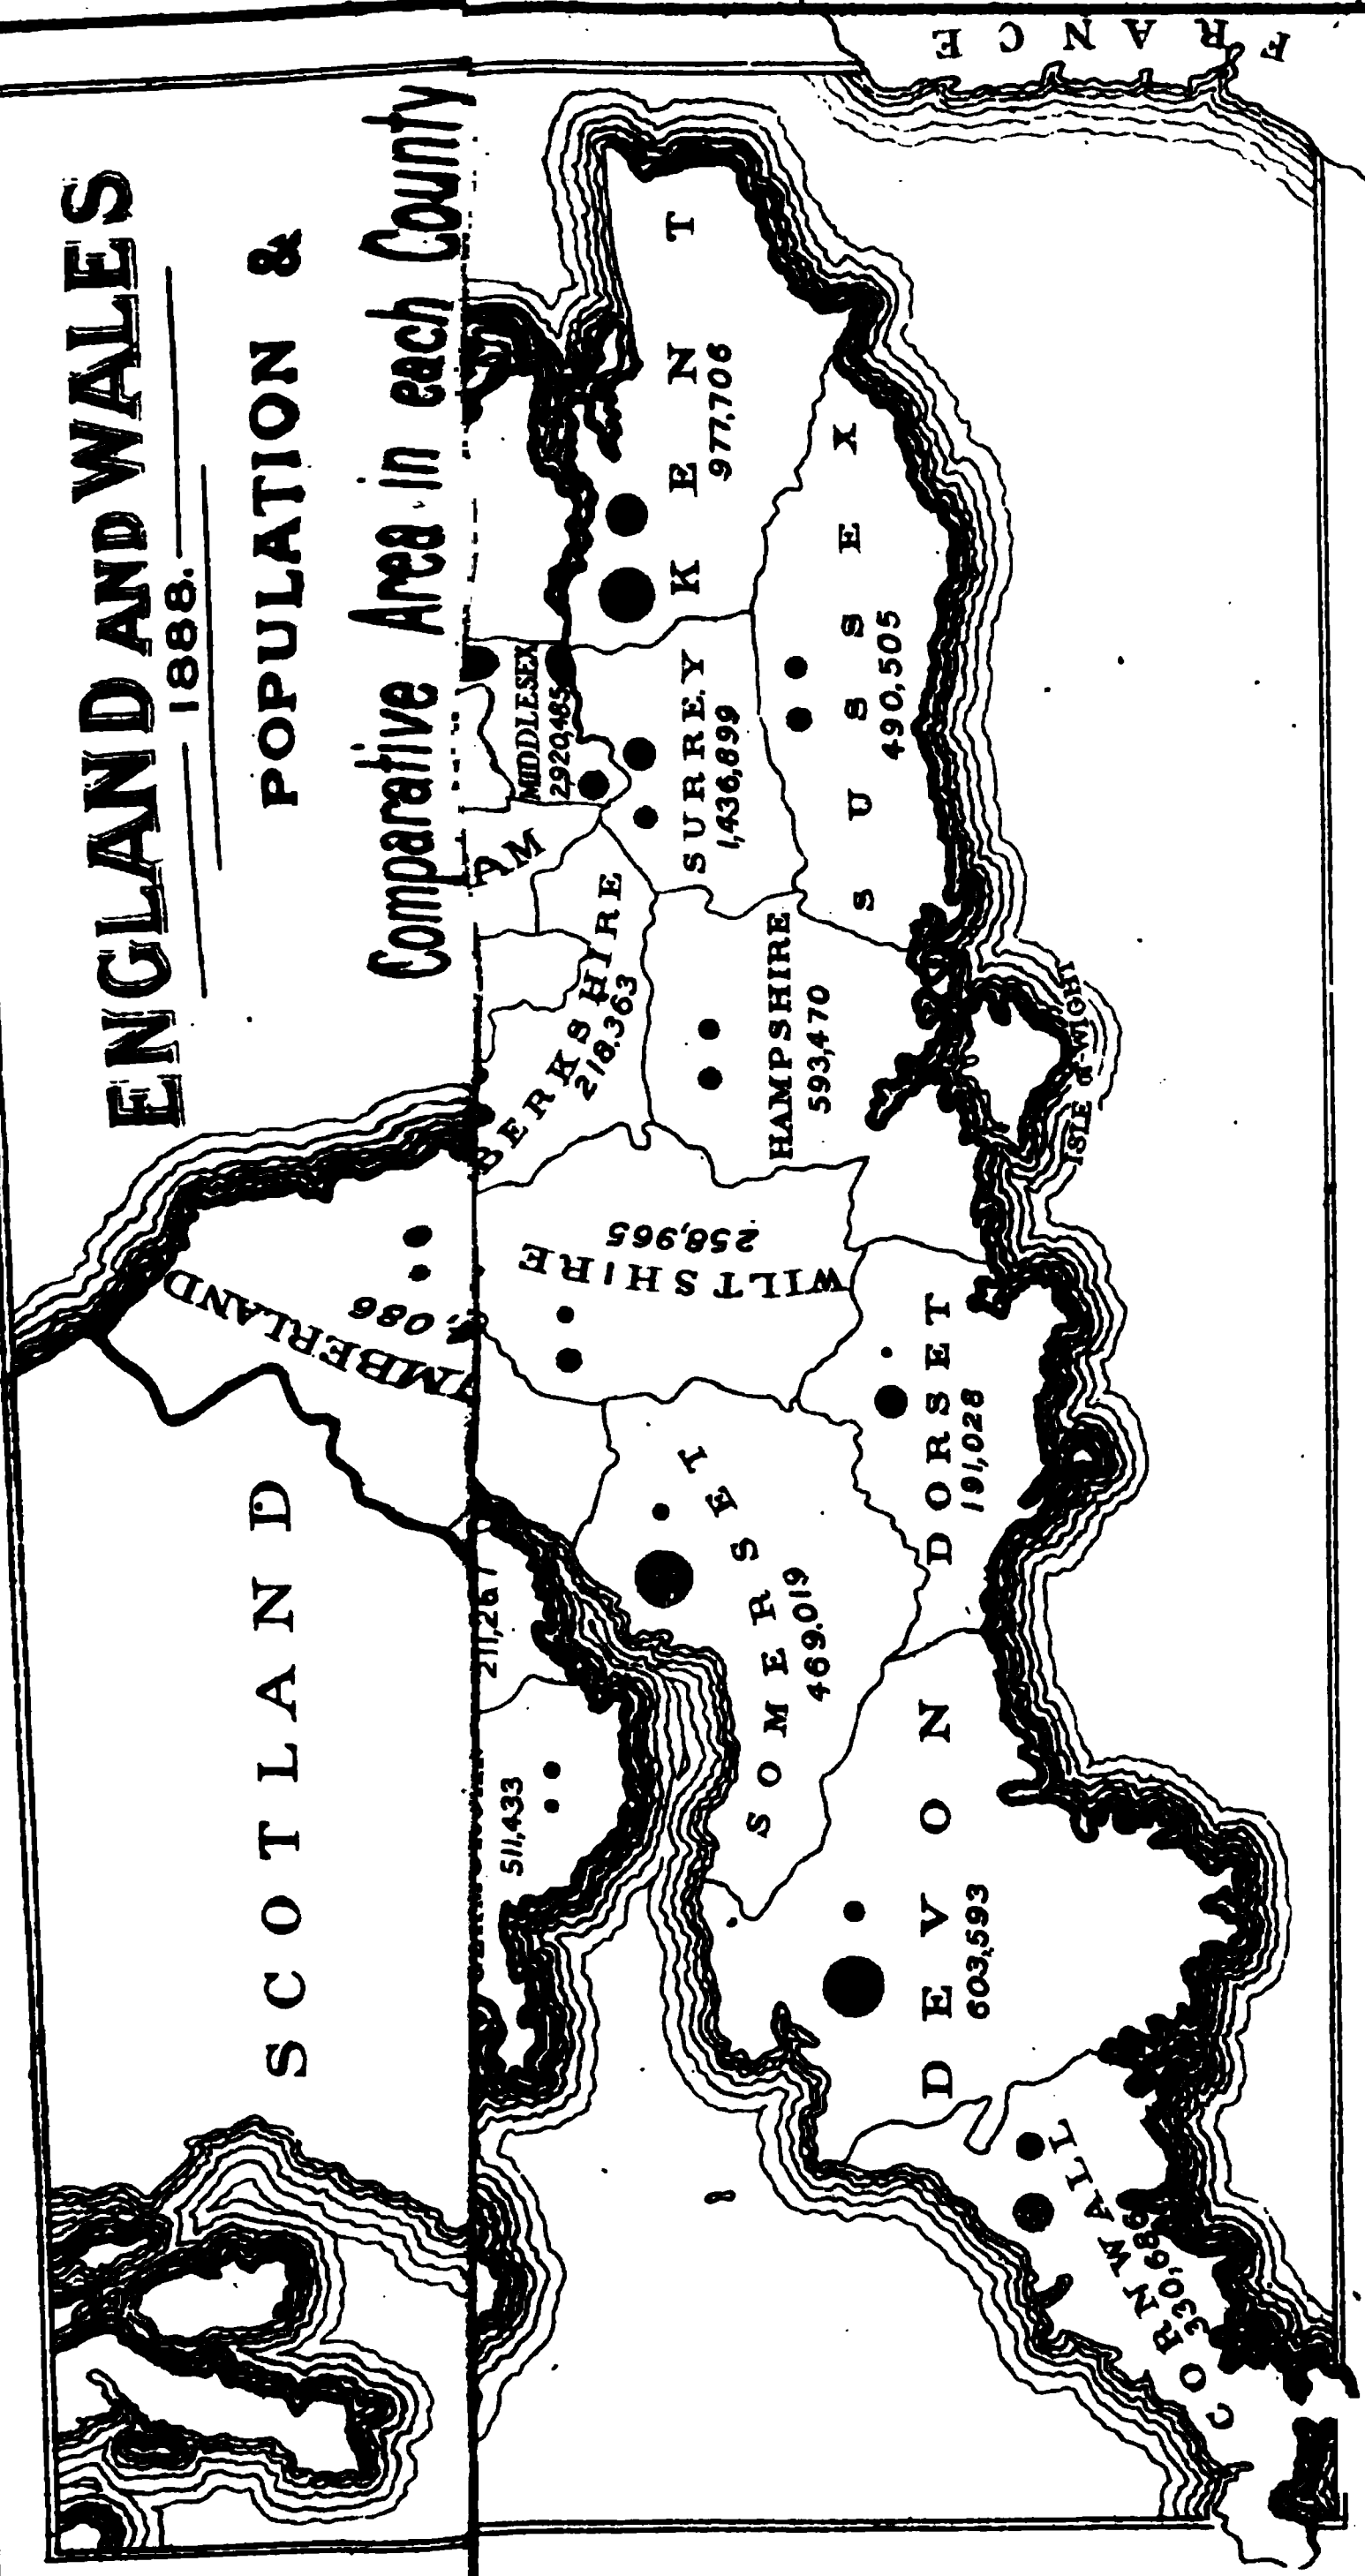 ENGLAND AND WALES
1888.
POPULATION &
Comparative Area in each County
SCOTLAND
MBERLAND
,086
211,267
511,433
AM
MIDDLESEX
2,920,485
BERKSHIRE
218,363
WILTSHIRE
258,965
KENT
977,706
SURREY
1,436,899
SUSSEX
490,505
HAMPSHIRE
593,470
ISLE of WIGHT
DORSET
191,028
SOMERSET
469,019
DEVON
603,593
CORNWALL
330,686
FRANCE